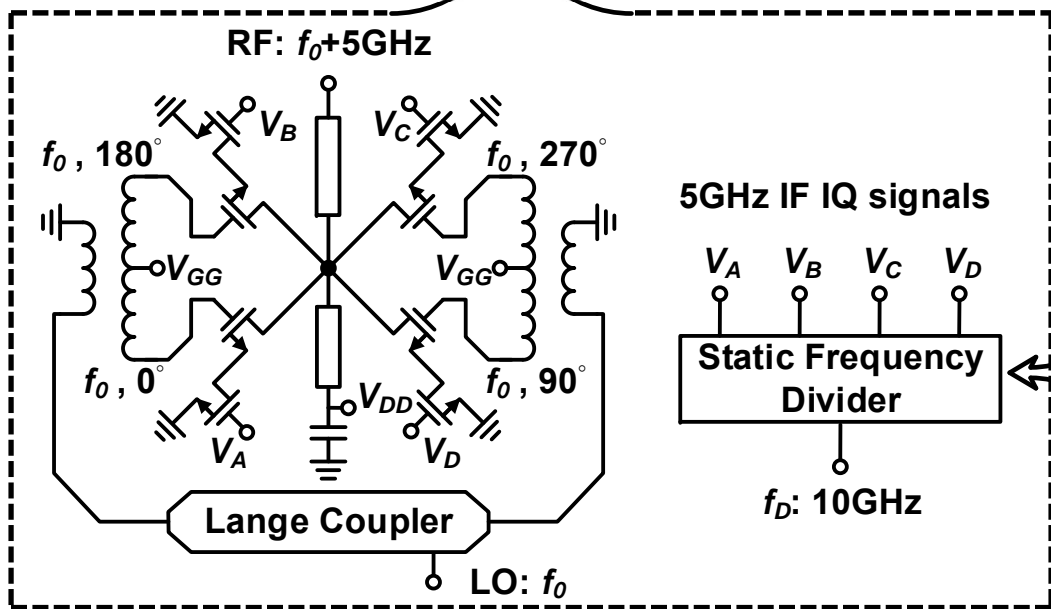 RF: f0+5GHz
VB
VC
f0 , 180°
f0 , 270°
5GHz IF IQ signals
VGG
VGG
VA
VB
VC
VD
f0 , 0°
f0 , 90°
Static Frequency
Divider
VDD
VA
VD
Lange Coupler
fD: 10GHz
LO: f0